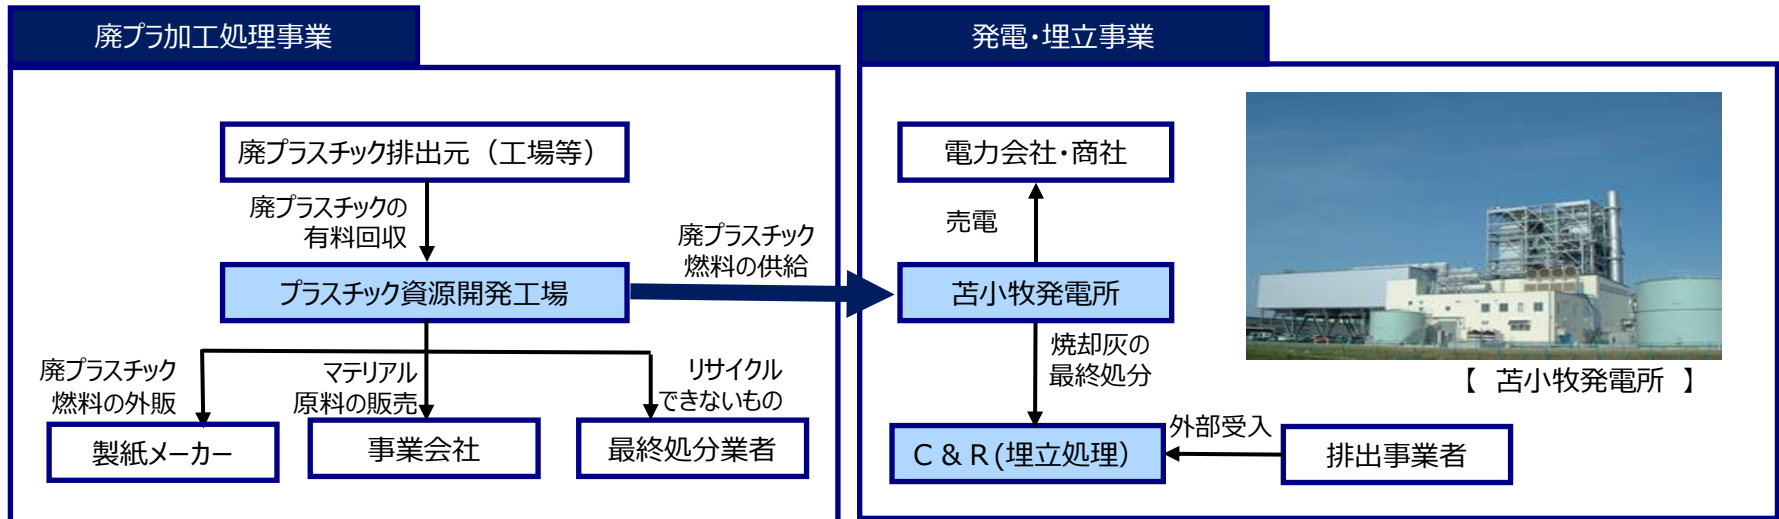 廃プラ加工処理事業
廃プラスチック排出元（工場等）
廃プラスチックの
有料回収
プラスチック資源開発工場
廃プラスチック
燃料の供給
廃プラスチック
燃料の外販
マテリアル
原料の販売
リサイクル
できないもの
製紙メーカー
事業会社
最終処分業者
発電・埋立事業
電力会社・商社
売電
苫小牧発電所
焼却灰の
最終処分
C & R (埋立処理）
外部受入
排出事業者
【 苫小牧発電所 】